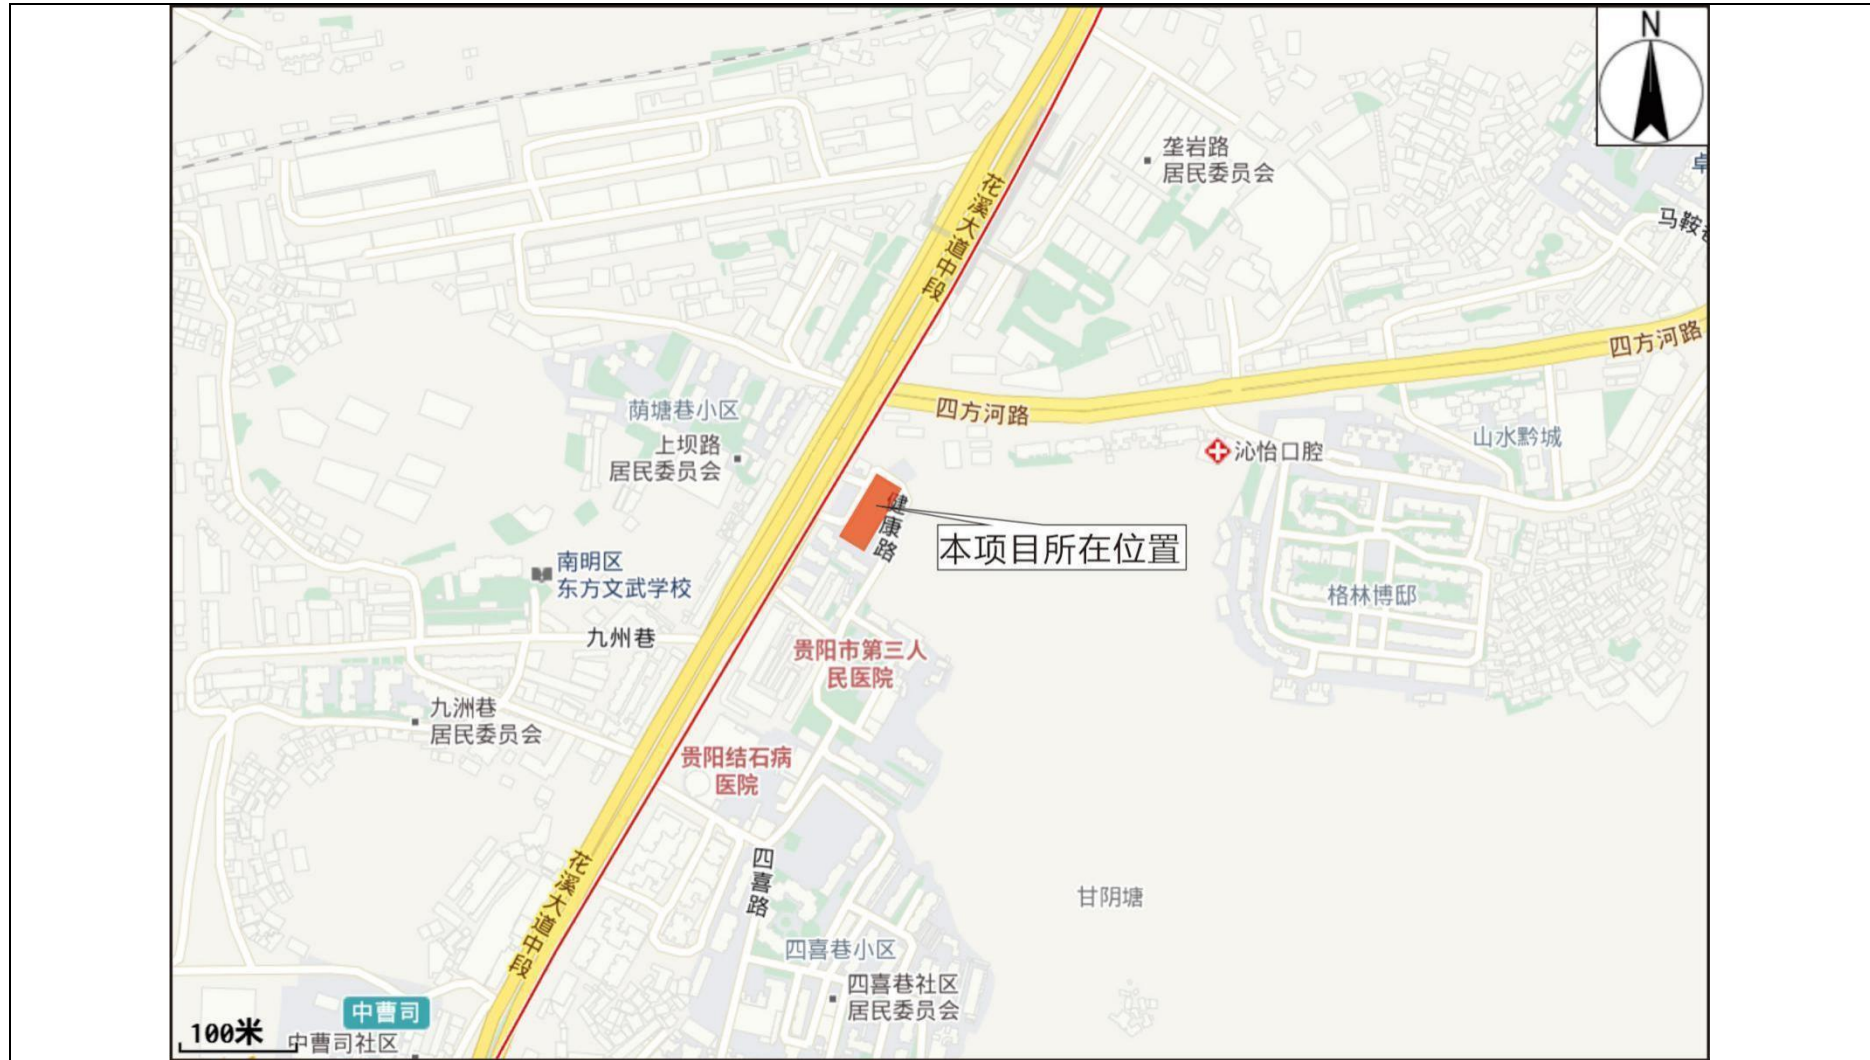 N
垄岩路
居民委员会
卓
马鞍巷
花溪大道中段
四方河路
四方河路
荫塘巷小区
上坝路
居民委员会
沁怡口腔
山水黔城
健康路
本项目所在位置
南明区
东方文武学校
格林博邸
九州巷
贵阳市第三人
民医院
九洲巷
居民委员会
贵阳结石病
医院
四喜路
花溪大道中段
甘阴塘
四喜巷小区
四喜巷社区
居民委员会
中曹司
100米
中曹司社区